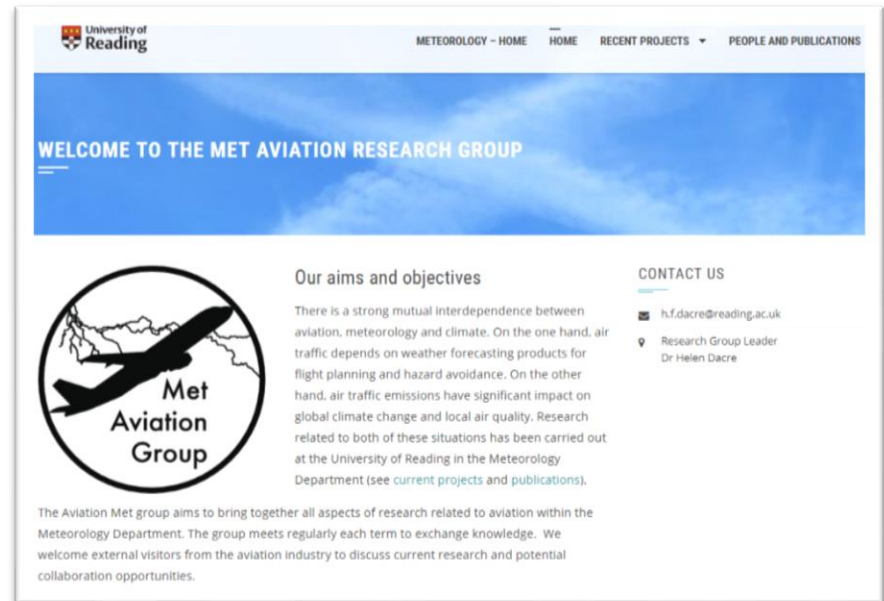 University of
Reading
METEOROLOGY – HOME HOME RECENT PROJECTS PEOPLE AND PUBLICATIONS
WELCOME TO THE MET AVIATION RESEARCH GROUP
Met
Aviation
Group
Our aims and objectives
There is a strong mutual interdependence between
aviation, meteorology and climate. On the one hand, air
traffic depends on weather forecasting products for
flight planning and hazard avoidance. On the other
hand, air traffic emissions have significant impact on
global climate change and local air quality. Research
related to both of these situations has been carried out
at the University of Reading in the Meteorology
Department (see current projects and publications).
The Aviation Met group aims to bring together all aspects of research related to aviation within the
Meteorology Department. The group meets regularly each term to exchange knowledge. We
welcome external visitors from the aviation industry to discuss current research and potential
collaboration opportunities.
CONTACT US
h.f.dacre@reading.ac.uk
Research Group Leader
Dr Helen Dacre